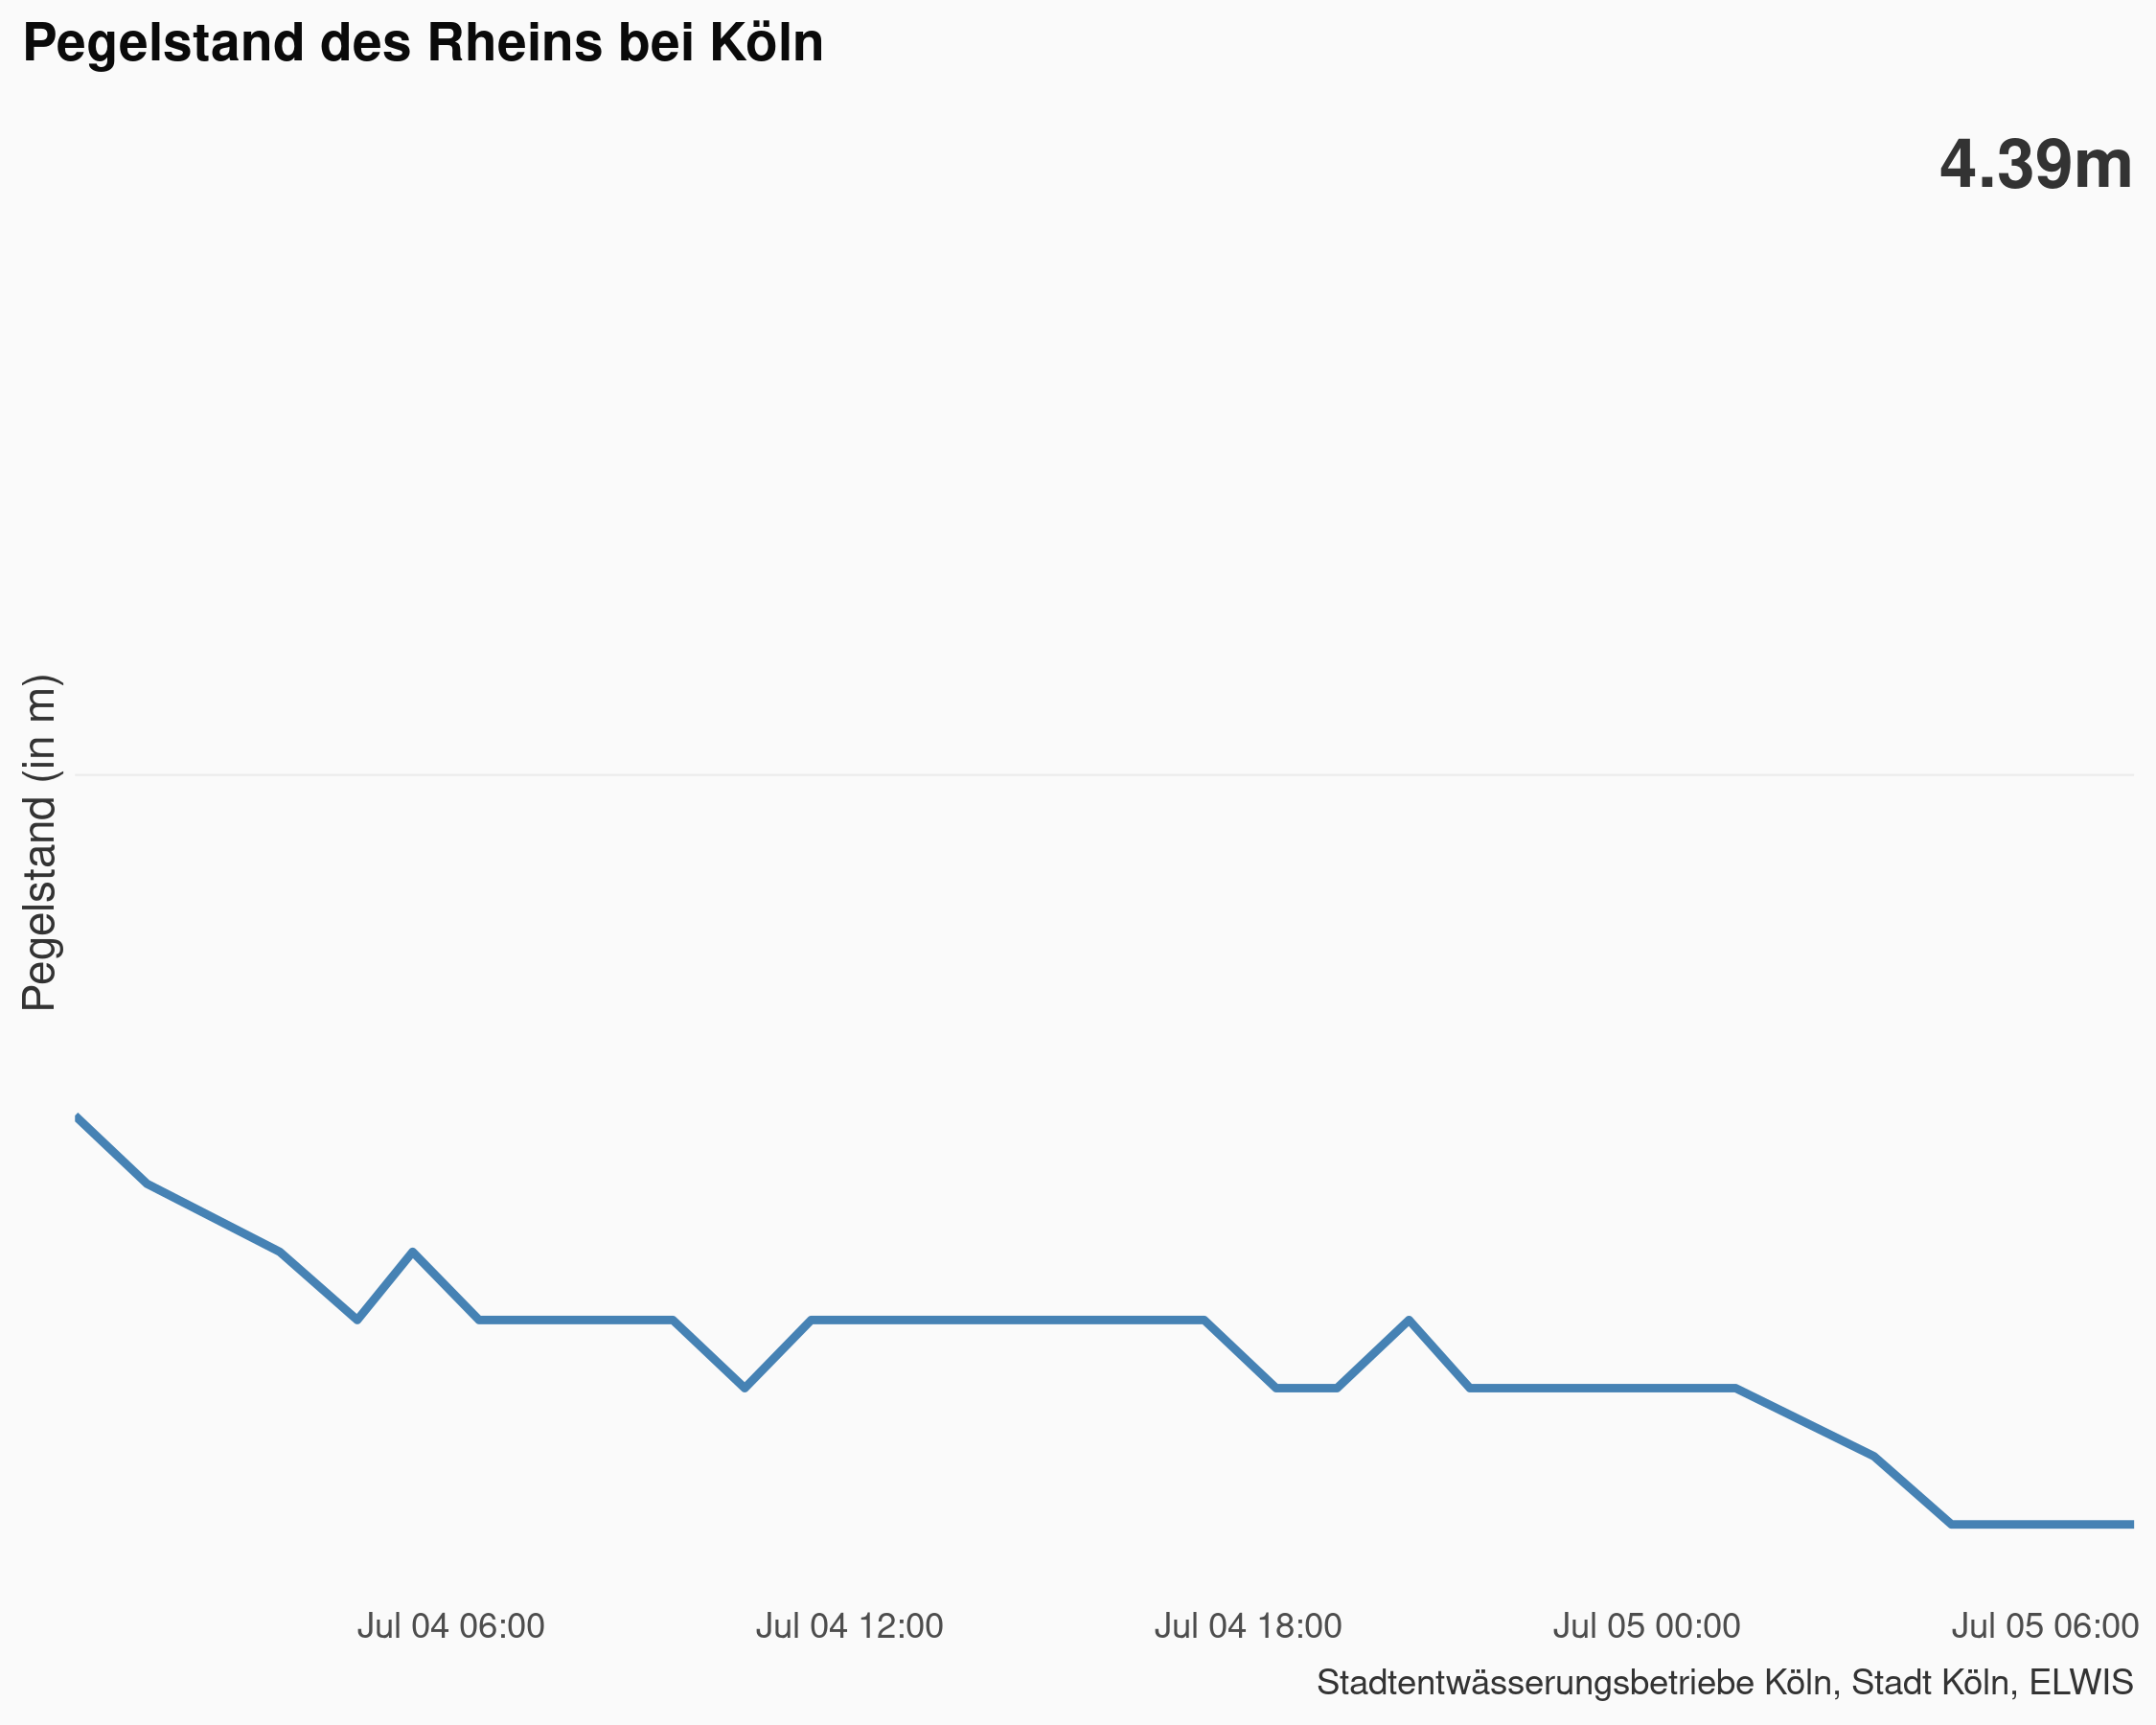 Pegelstand des Rheins bei Köln
4.39m
Pegelstand (in m)
Jul 04 06:00 Jul 04 12:00 Jul 04 18:00 Jul 05 00:00 Jul 05 06:00
Stadtentwässerungsbetriebe Köln, Stadt Köln, ELWIS